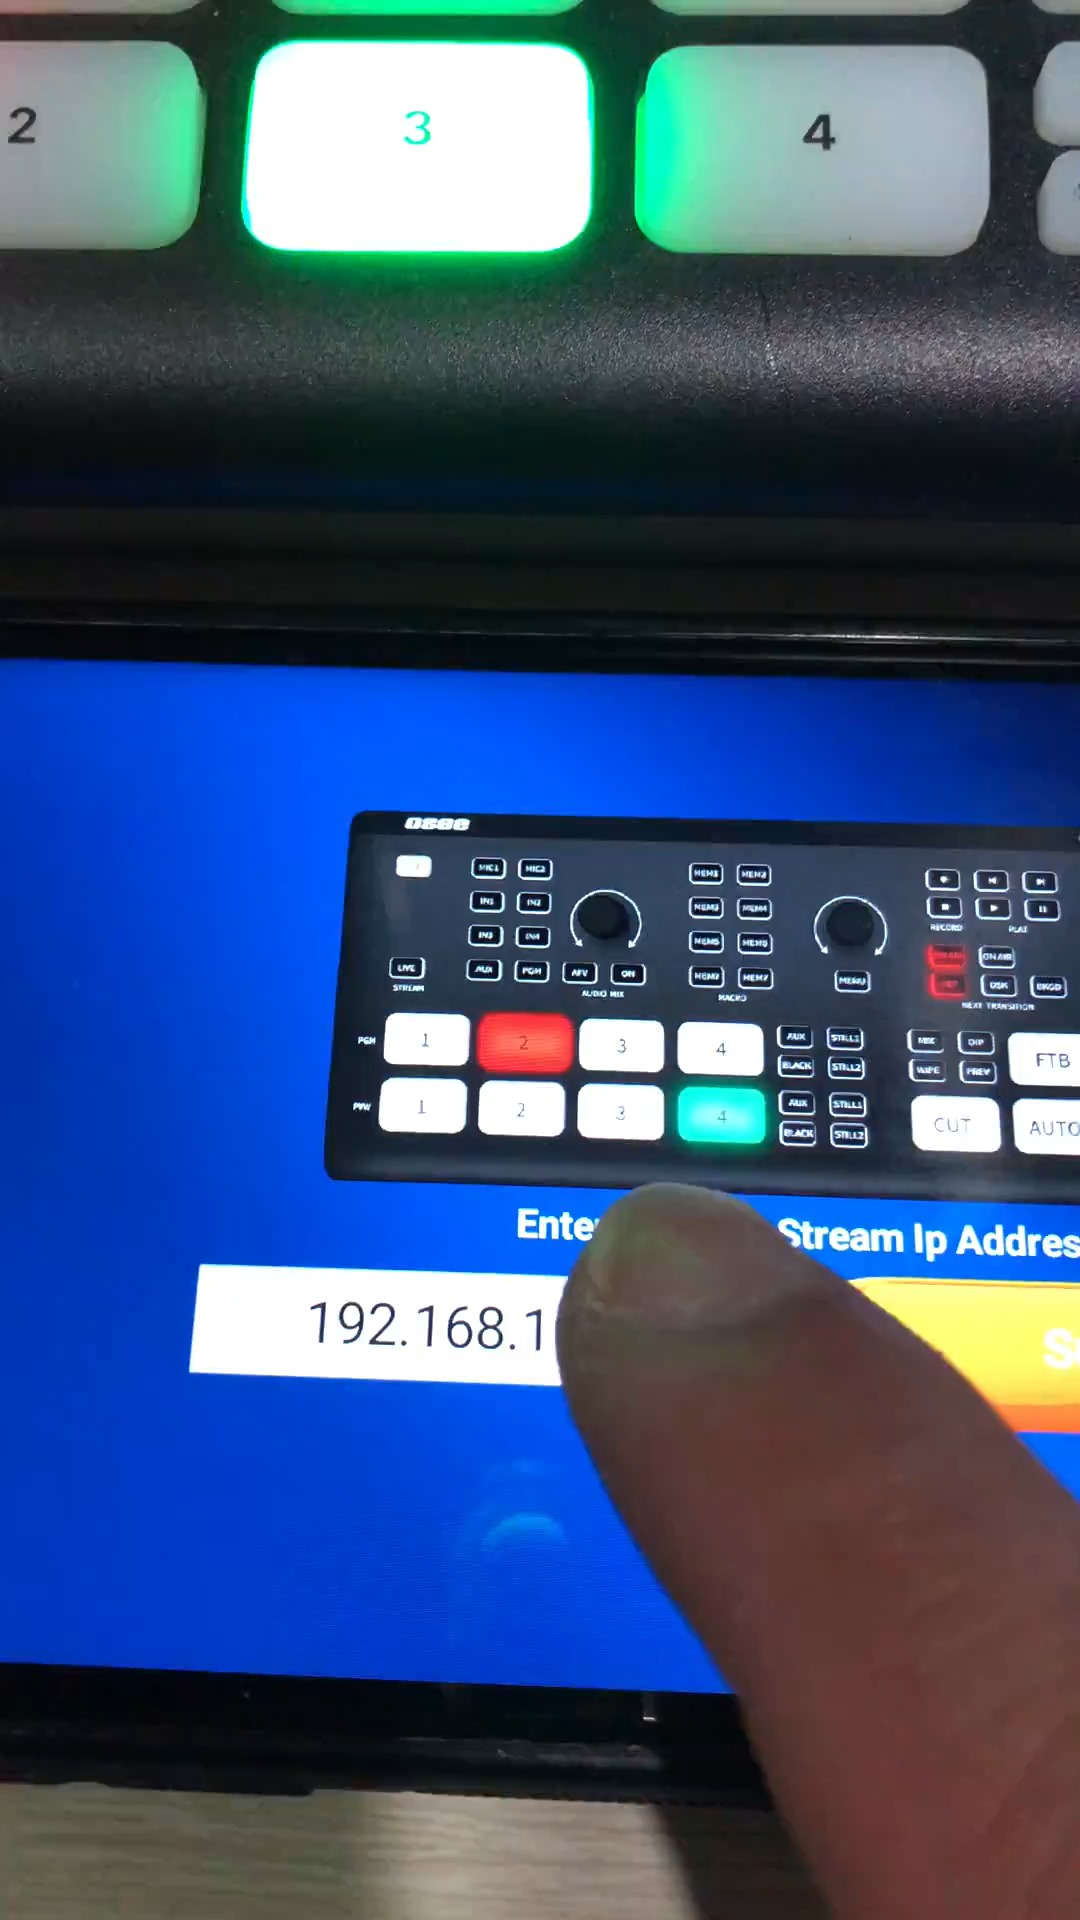 2 3 4
OSEE
MIC1 MIC2 MEM1 MEM2
IN1 IN2 MEM3 MEM4
RECORD PLAY
IN3 IN4 MEM5 MEM6 ON AIR
LIVE AUX PGM AFV ON MENU DSK BKGD
STREAM AUDIO MIX MACRO NEXT TRANSITION
PGM 1 2 3 4 AUX STILL1 MIX DIP FTB
BLACK STILL2 WIPE PREV
PVW 1 2 3 4 AUX STILL1 CUT AUTO
BLACK STILL2
Stream Ip Addres
192.168.1